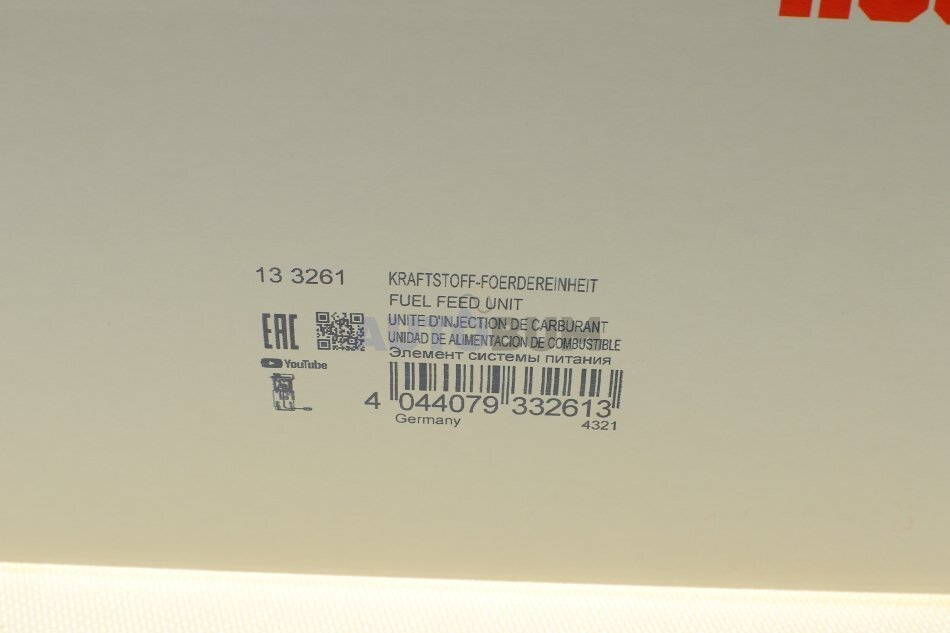 13 3261
KRAFTSTOFF-FOERDEREINHEIT
FUEL FEED UNIT
UNITE D'INJECTION DE CARBURANT
UNIDAD DE ALIMENTACION DE COMBUSTIBLE
Элемент системы питания
EAC
YouTube
4 044079 332613
Germany
4321